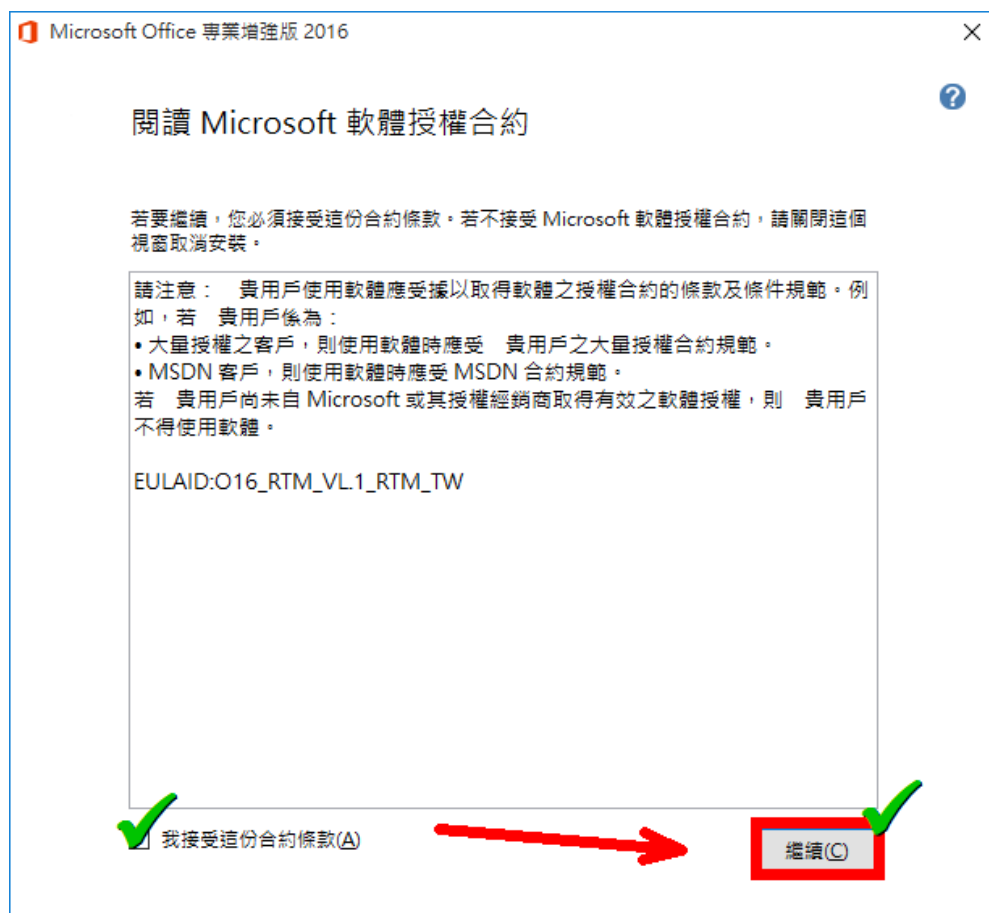 Microsoft Office 專業增強版 2016
?
閱讀 Microsoft 軟體授權合約
若要繼續，您必須接受這份合約條款。若不接受 Microsoft 軟體授權合約，請關閉這個
視窗取消安裝。
請注意： 貴用戶使用軟體應受據以取得軟體之授權合約的條款及條件規範。例
如，若 貴用戶係為：
• 大量授權之客戶，則使用軟體時應受 貴用戶之大量授權合約規範。
• MSDN 客戶，則使用軟體時應受 MSDN 合約規範。
若 貴用戶尚未自 Microsoft 或其授權經銷商取得有效之軟體授權，則 貴用戶
不得使用軟體。
EULAID:O16_RTM_VL.1_RTM_TW
我接受這份合約條款(A)
繼續(C)